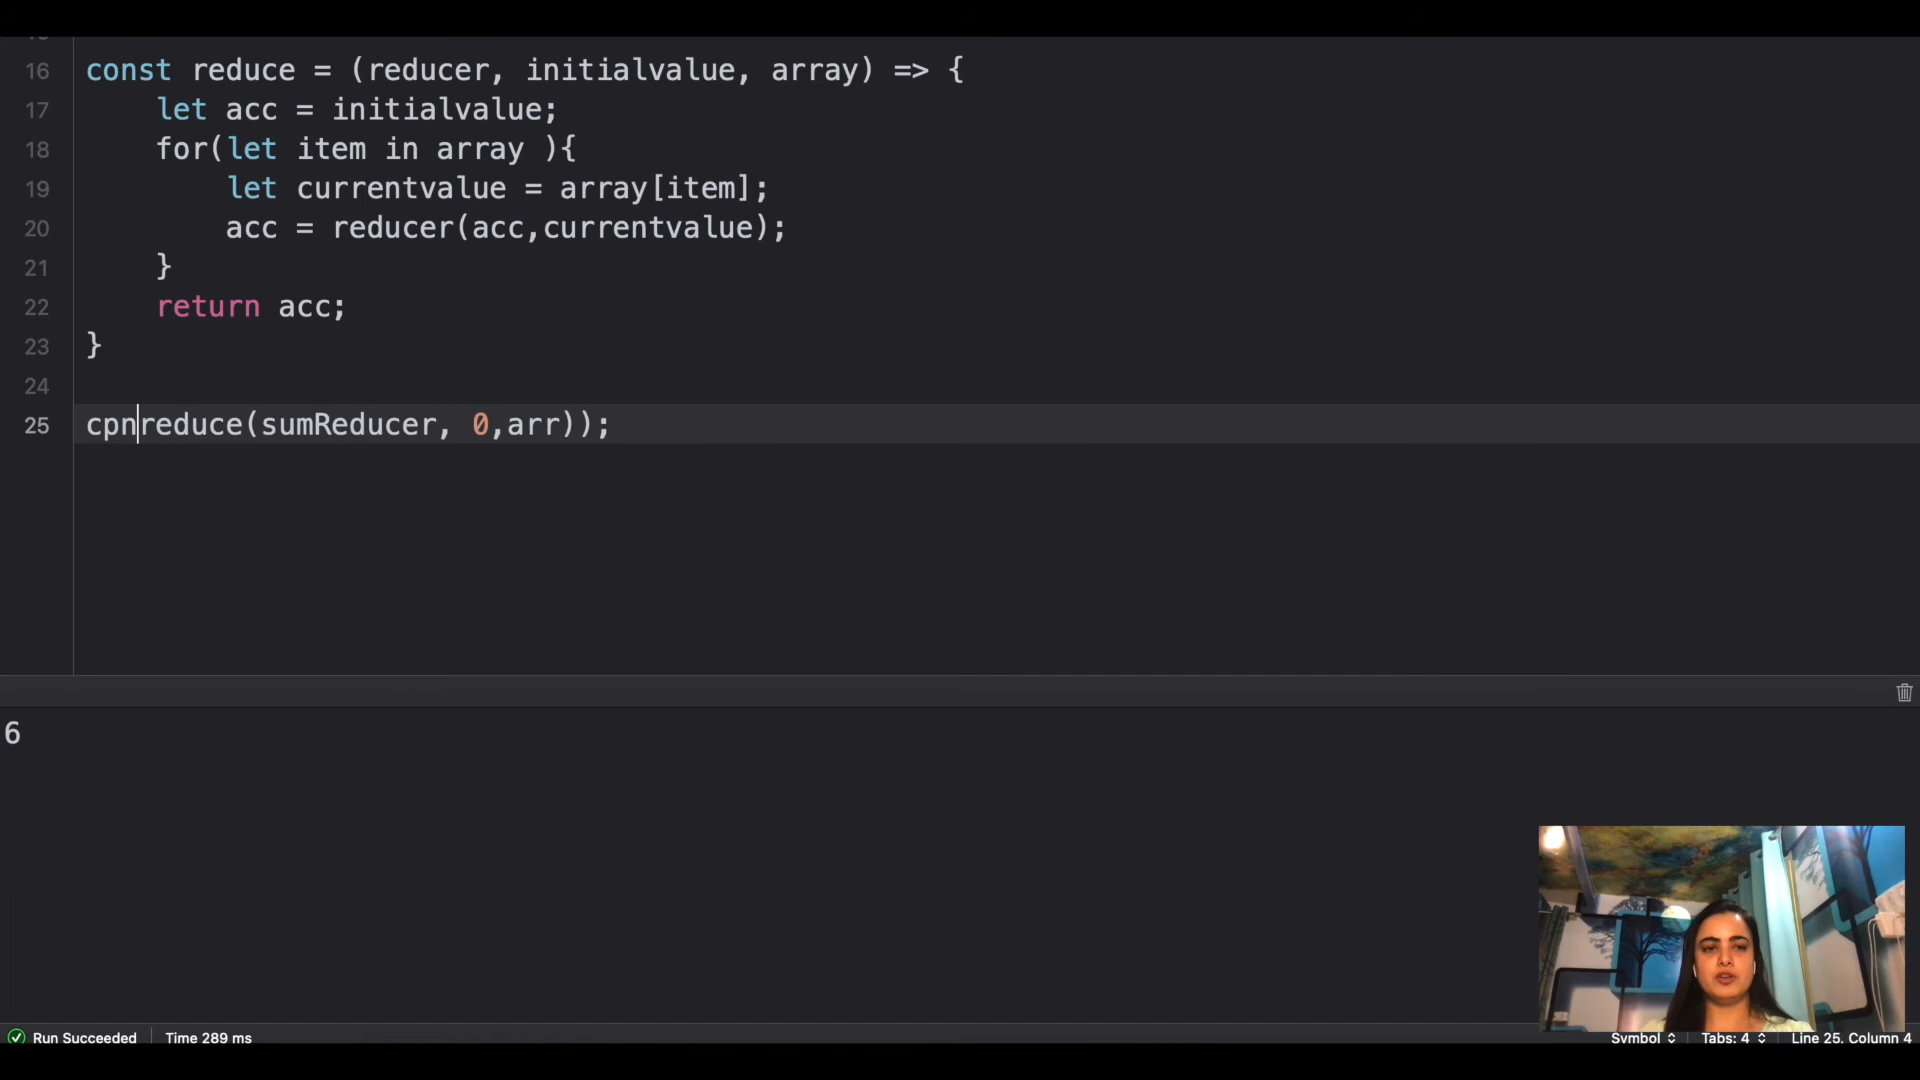 16 const reduce = (reducer, initialvalue, array) => {
17 let acc = initialvalue;
18 for(let item in array ){
19 let currentvalue = array[item];
20 acc = reducer(acc,currentvalue);
21 }
22 return acc;
23 }
24
25 cpnreduce(sumReducer, 0,arr));
6
Run Succeeded Time 289 ms Symbol Tabs: 4 Line 25, Column 4